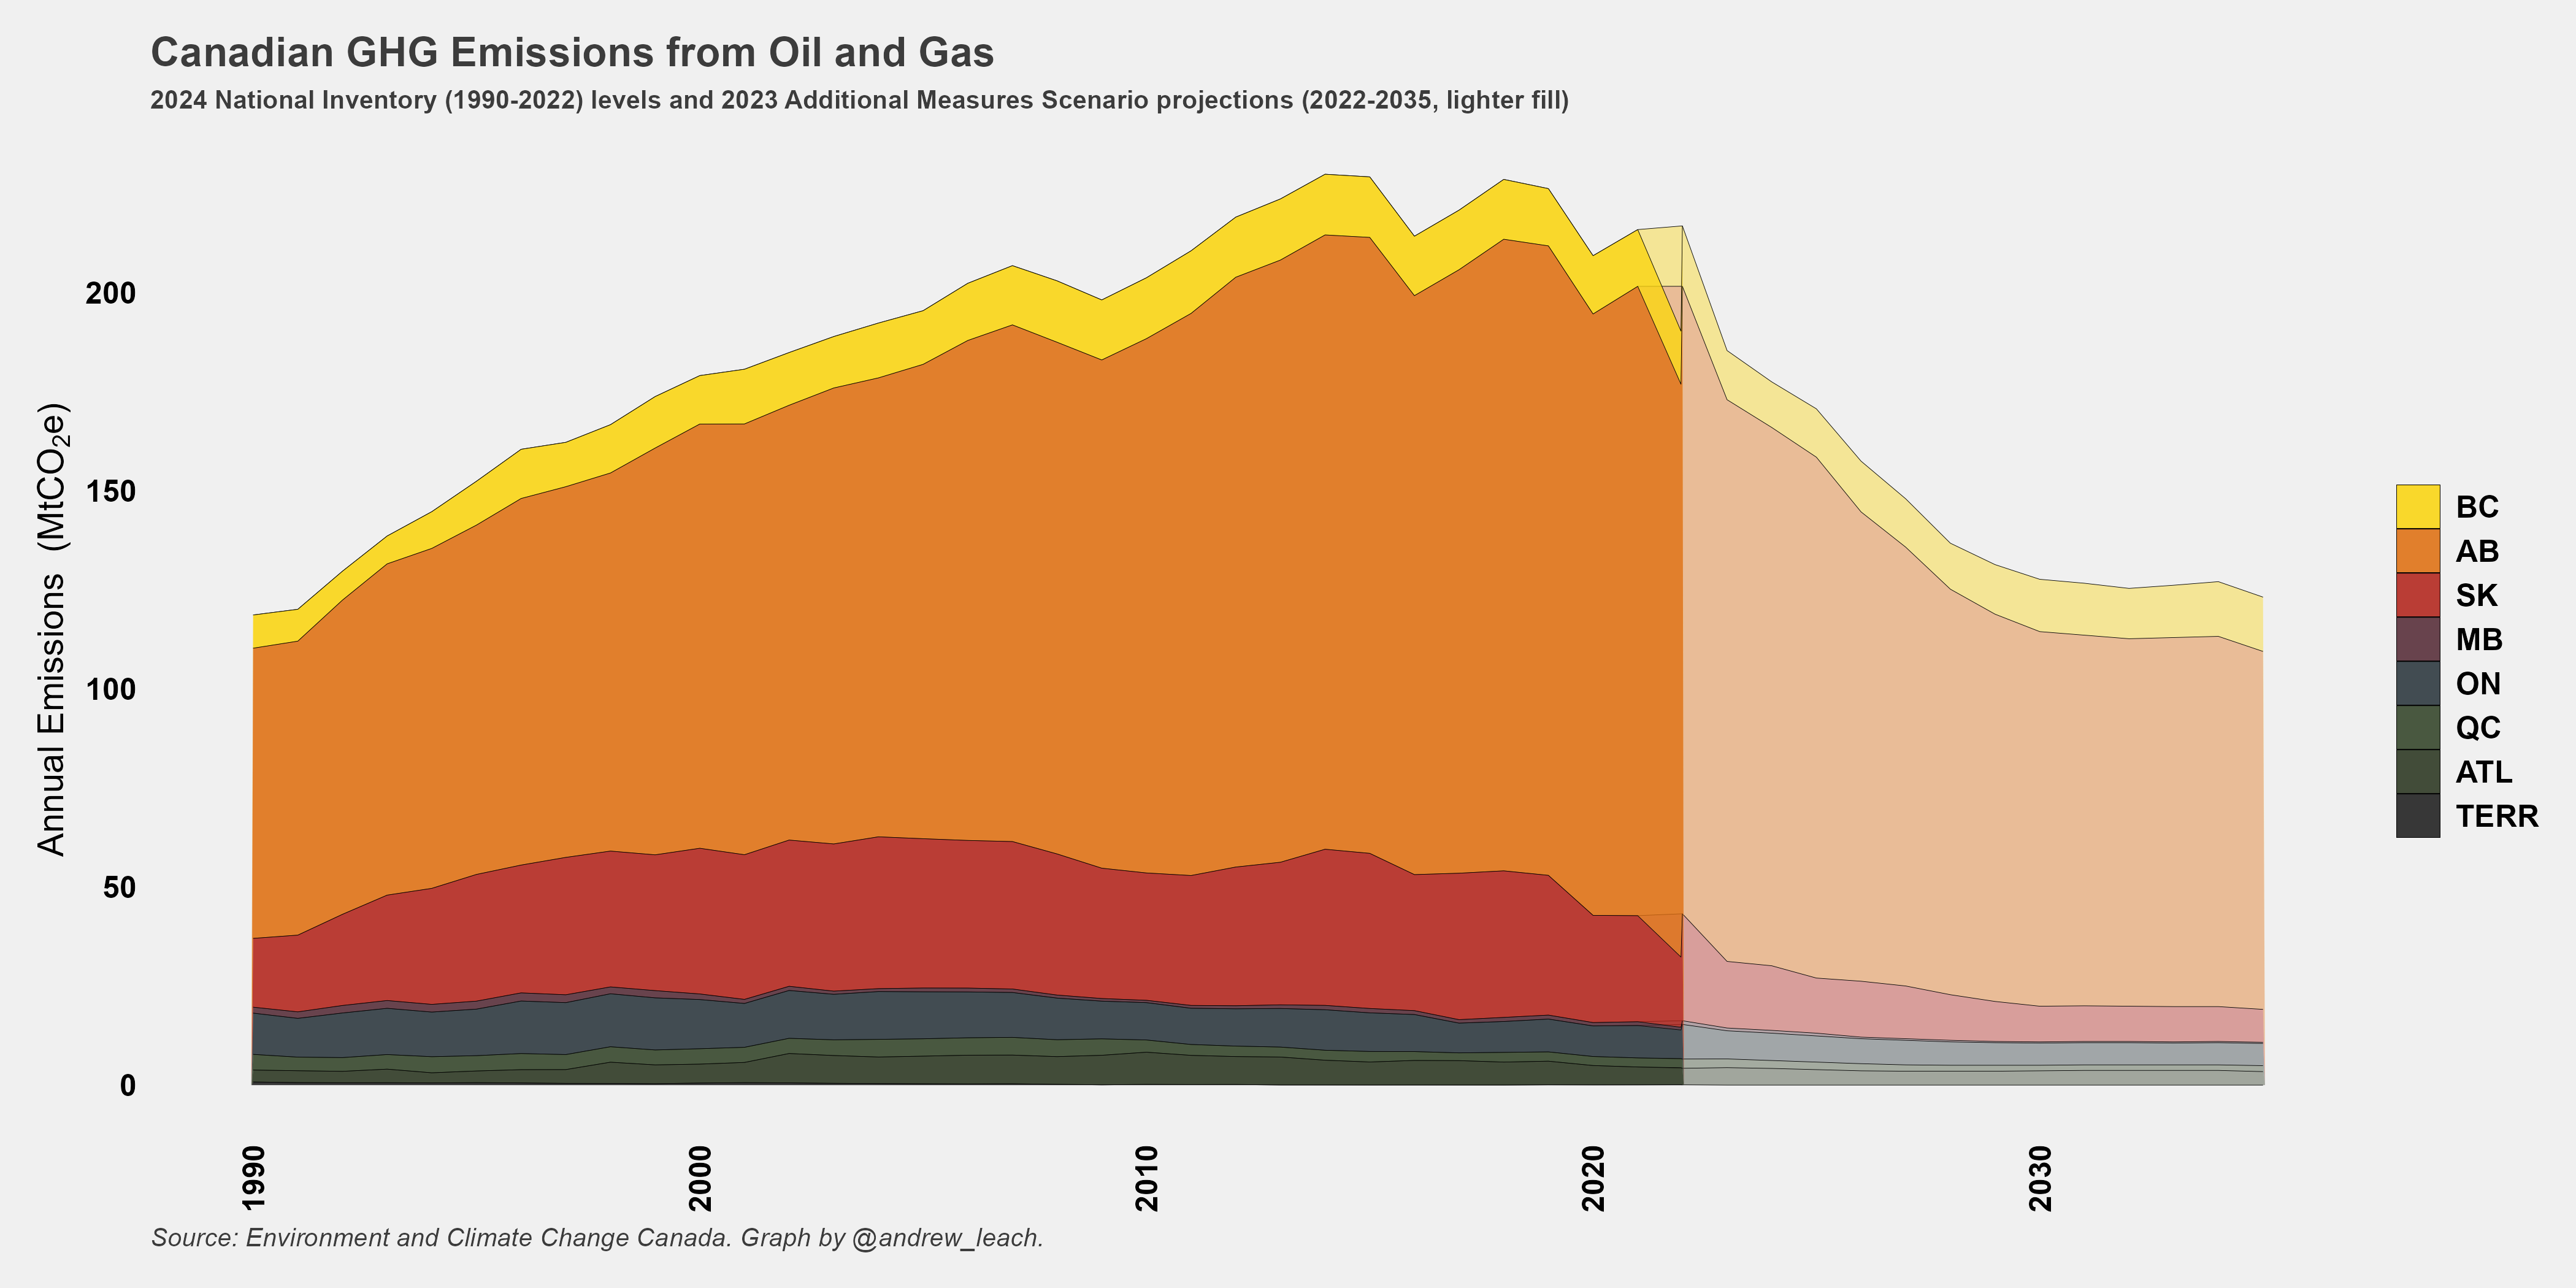 Canadian GHG Emissions from Oil and Gas
2024 National Inventory (1990-2022) levels and 2023 Additional Measures Scenario projections (2022-2035, lighter fill)
Annual Emissions (MtCO₂e)
200
150
100
50
0
1990
2000
2010
2020
2030
BC
AB
SK
MB
ON
QC
ATL
TERR
Source: Environment and Climate Change Canada. Graph by @andrew_leach.